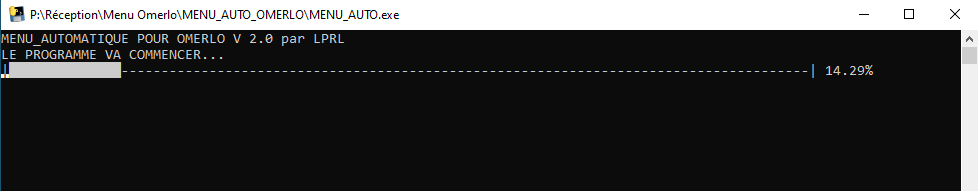 P:\Réception\Menu Omerlo\MENU_AUTO_OMERLO\MENU_AUTO.exe
MENU_AUTOMATIQUE POUR OMERLO V 2.0 par LPRL
LE PROGRAMME VA COMMENCER...
|██████████████--------------------------------------------------------------------------------------| 14.29%